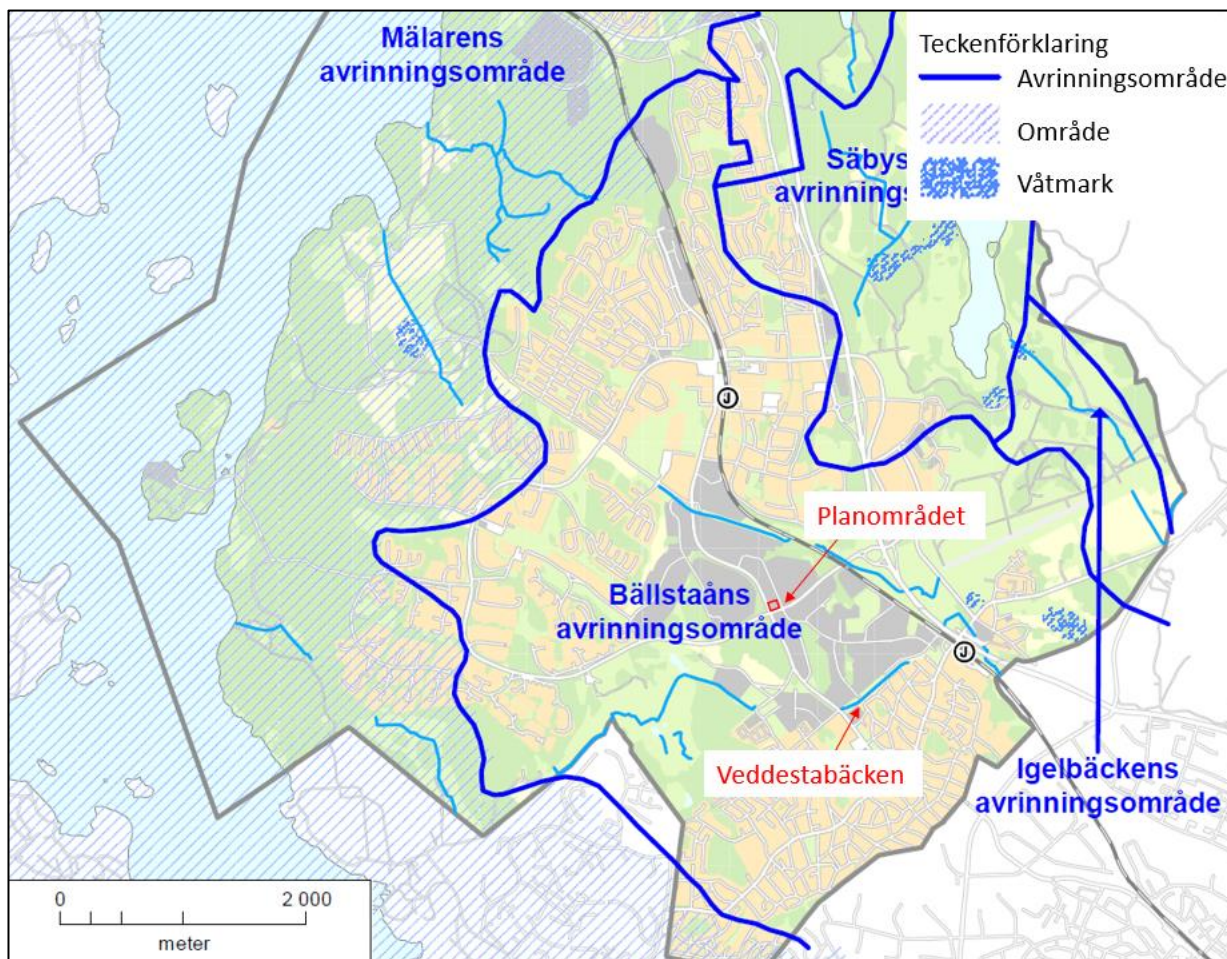 Mälarens
avrinningsområde
Teckenförklaring
Avrinningsområde
Område
Våtmark
Säbys
avrinnings
J
Planområdet
Bällstaåns
avrinningsområde
J
Veddestabäcken
Igelbäckens
avrinningsområde
0
2 000
meter